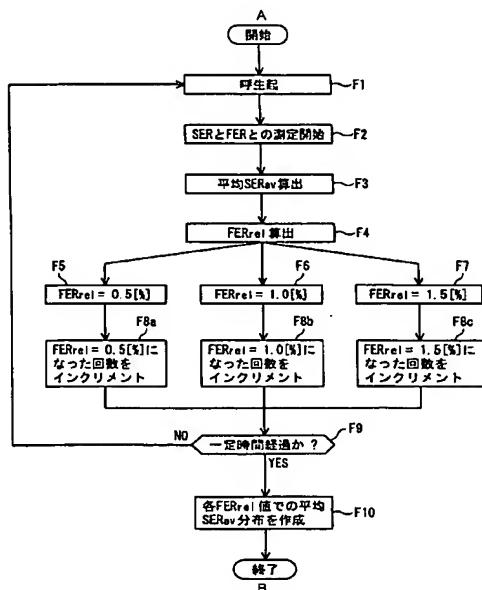 A
開始
呼生起
F1
SERとFERとの測定開始
F2
平均SERav算出
F3
FERrel算出
F4
F5
F6
F7
FERrel = 0.5[%]
FERrel = 1.0[%]
FERrel = 1.5[%]
F8a
F8b
F8c
FERrel = 0.5[%]に
なった回数を
インクリメント
FERrel = 1.0[%]に
なった回数を
インクリメント
FERrel = 1.5[%]に
なった回数を
インクリメント
NO
一定時間経過か ?
F9
YES
各FERrel値での平均
SERav分布を作成
F10
終了
B